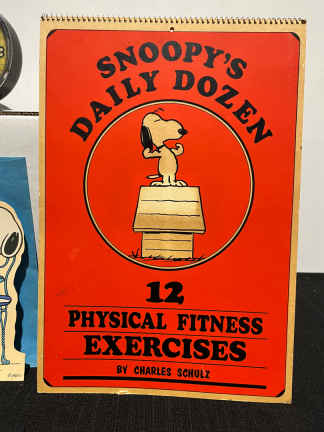 SNOOPY'S
DAILY DOZEN
12
PHYSICAL FITNESS
EXERCISES
BY CHARLES SCHULZ